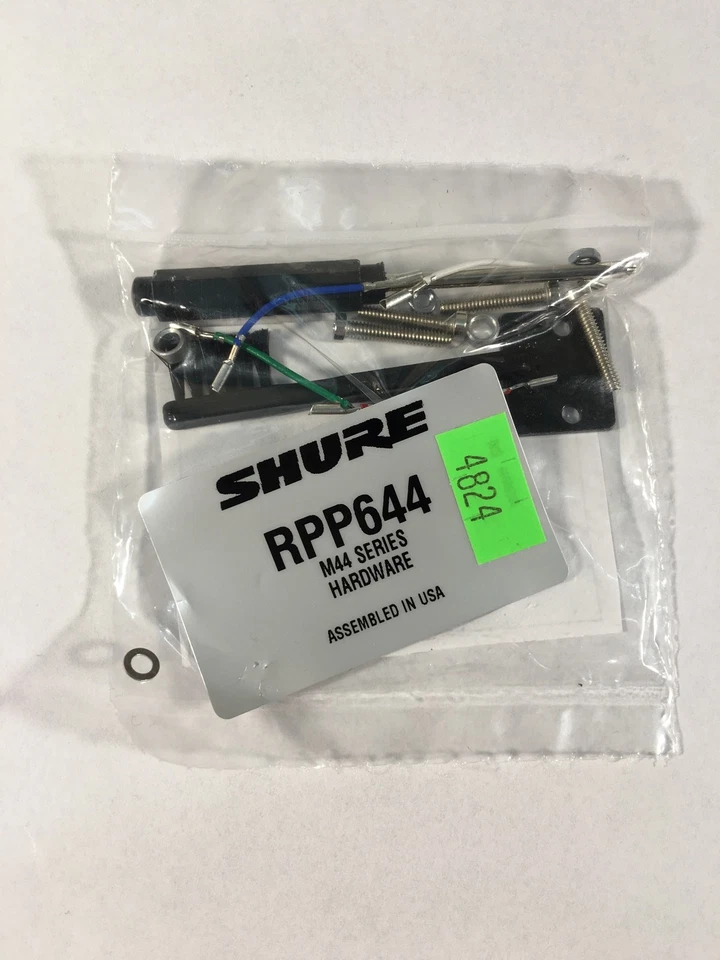 SHURE
RPP644
M44 SERIES
HARDWARE
ASSEMBLED IN USA
4824